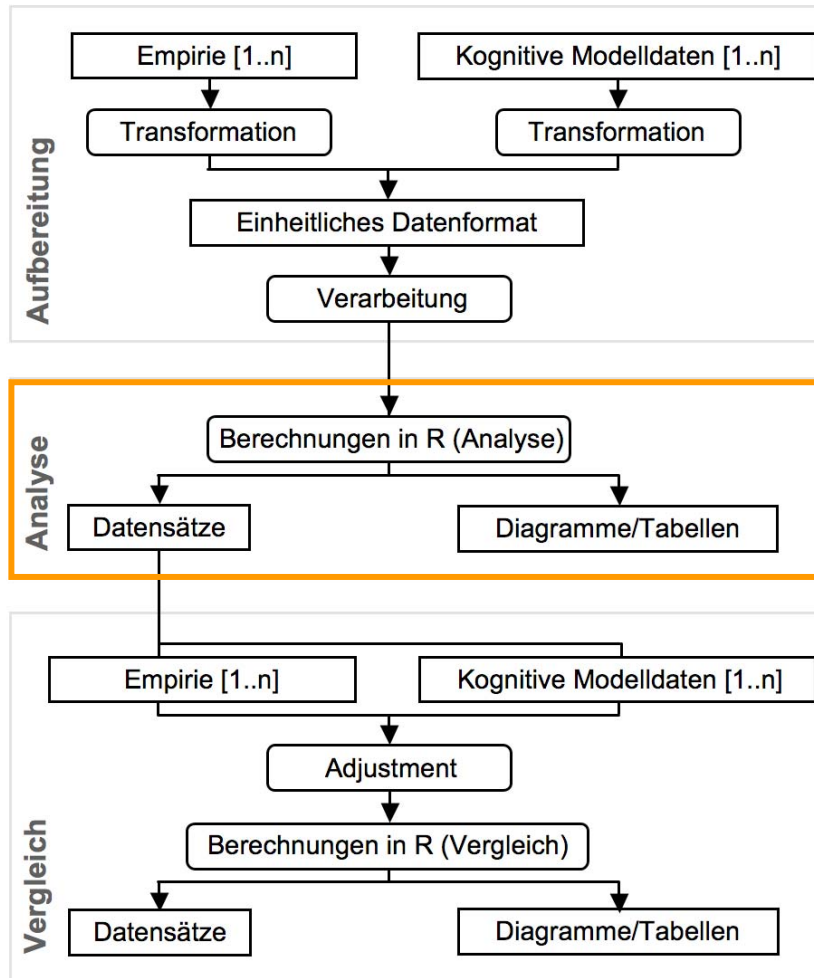 Aufbereitung
Empirie [1..n]
Kognitive Modelldaten [1..n]
Transformation
Transformation
Einheitliches Datenformat
Verarbeitung
Analyse
Berechnungen in R (Analyse)
Datensätze
Diagramme/Tabellen
Vergleich
Empirie [1..n]
Kognitive Modelldaten [1..n]
Adjustment
Berechnungen in R (Vergleich)
Datensätze
Diagramme/Tabellen